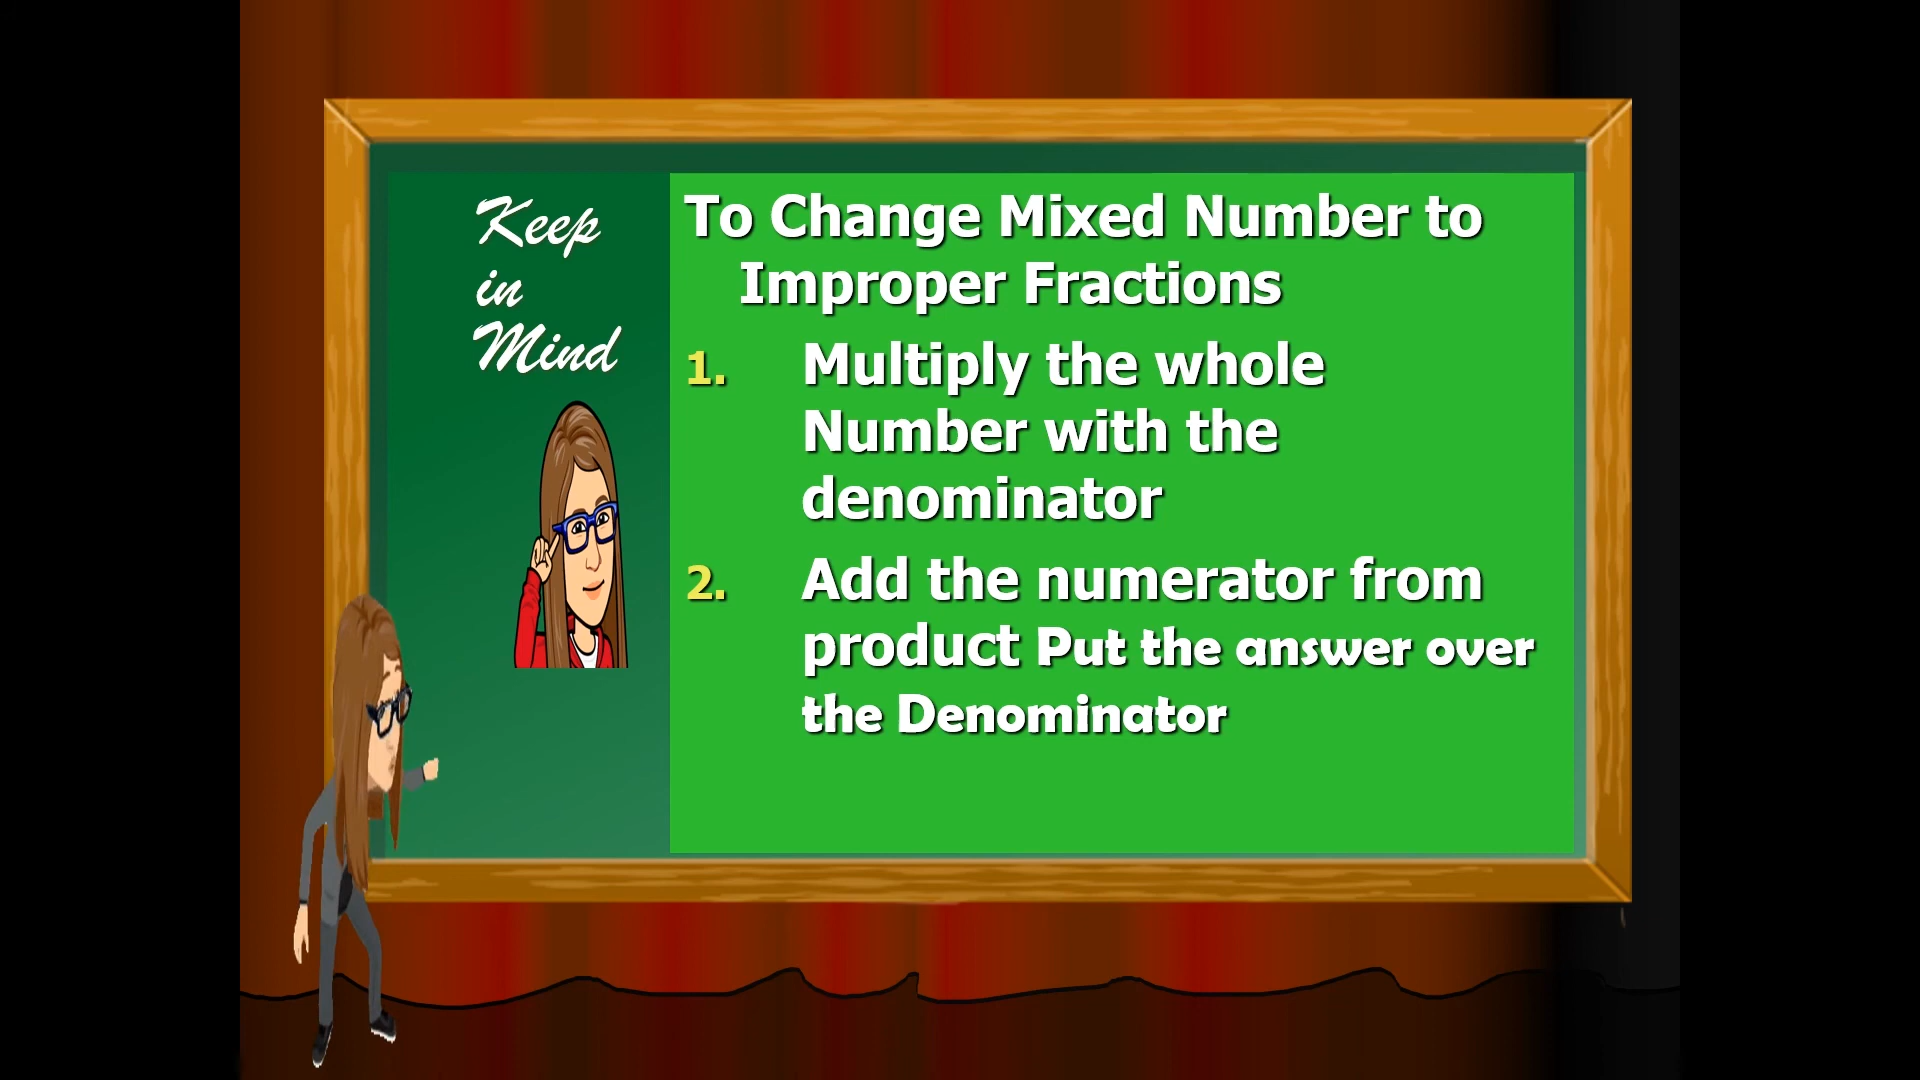 Keep
in
Mind
To Change Mixed Number to
Improper Fractions
1. Multiply the whole
Number with the
denominator
2. Add the numerator from
product Put the answer over
the Denominator